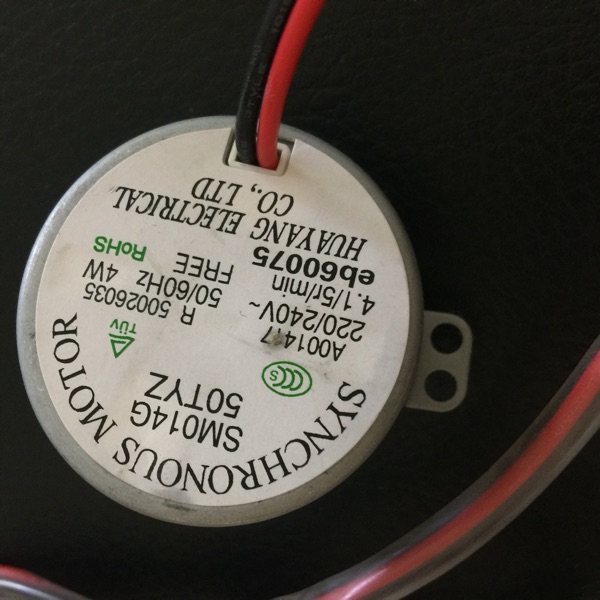 SYNCHRONOUS MOTOR
SM014G
50TYZ
CCC S
TÜV
R 50026035
220/240V~ 50/60Hz 4W
4.1/5r/min FREE RoHS
eb60075
HUAYANG ELECTRICAL
CO., LTD